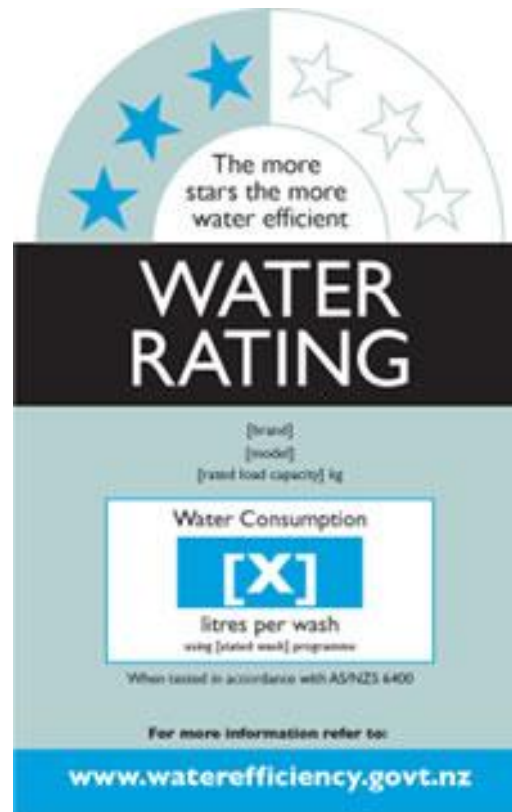 The more
stars the more
water efficient
WATER
RATING
[brand]
[model]
[rated load capacity] kg
Water Consumption
[X]
litres per wash
using [stated wash] programme
When tested in accordance with AS/NZS 6400
For more information refer to:
www.waterefficiency.govt.nz